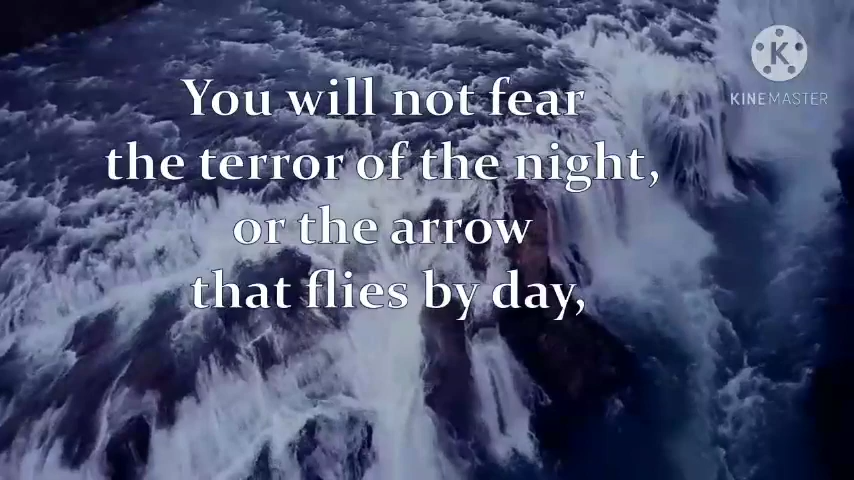 You will not fear
the terror of the night,
or the arrow
that flies by day,
K
KINEMASTER